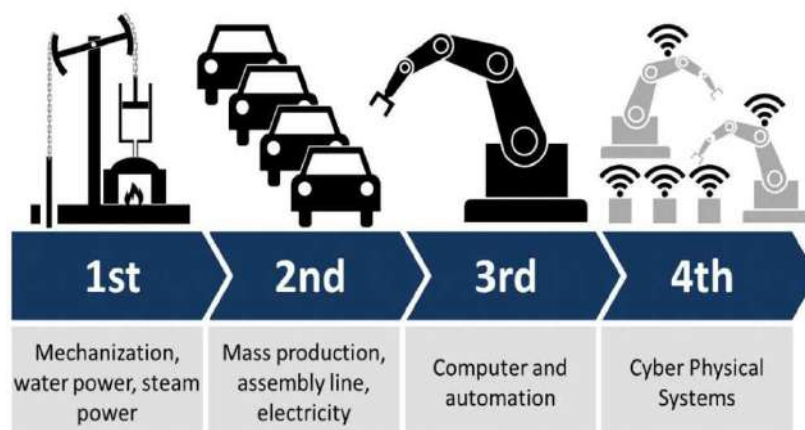 1st
2nd
3rd
4th
Mechanization,
water power, steam
power
Mass production,
assembly line,
electricity
Computer and
automation
Cyber Physical
Systems